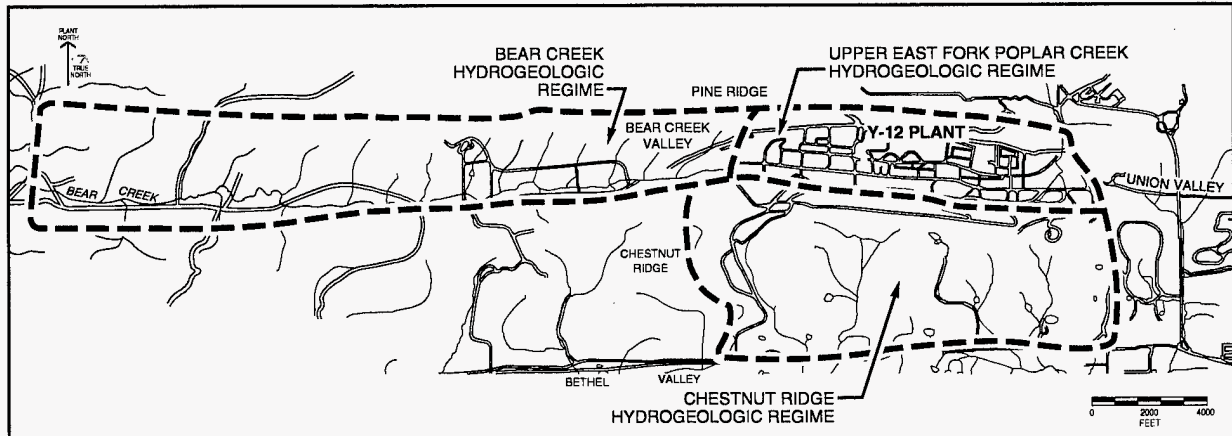 PLANT
NORTH
TRUE
NORTH
BEAR CREEK
HYDROGEOLOGIC
REGIME
UPPER EAST FORK POPLAR CREEK
HYDROGEOLOGIC REGIME
PINE RIDGE
BEAR CREEK
VALLEY
Y-12 PLANT
BEAR CREEK
UNION VALLEY
CHESTNUT
RIDGE
BETHEL VALLEY
CHESTNUT RIDGE
HYDROGEOLOGIC REGIME
0 2000 4000
FEET